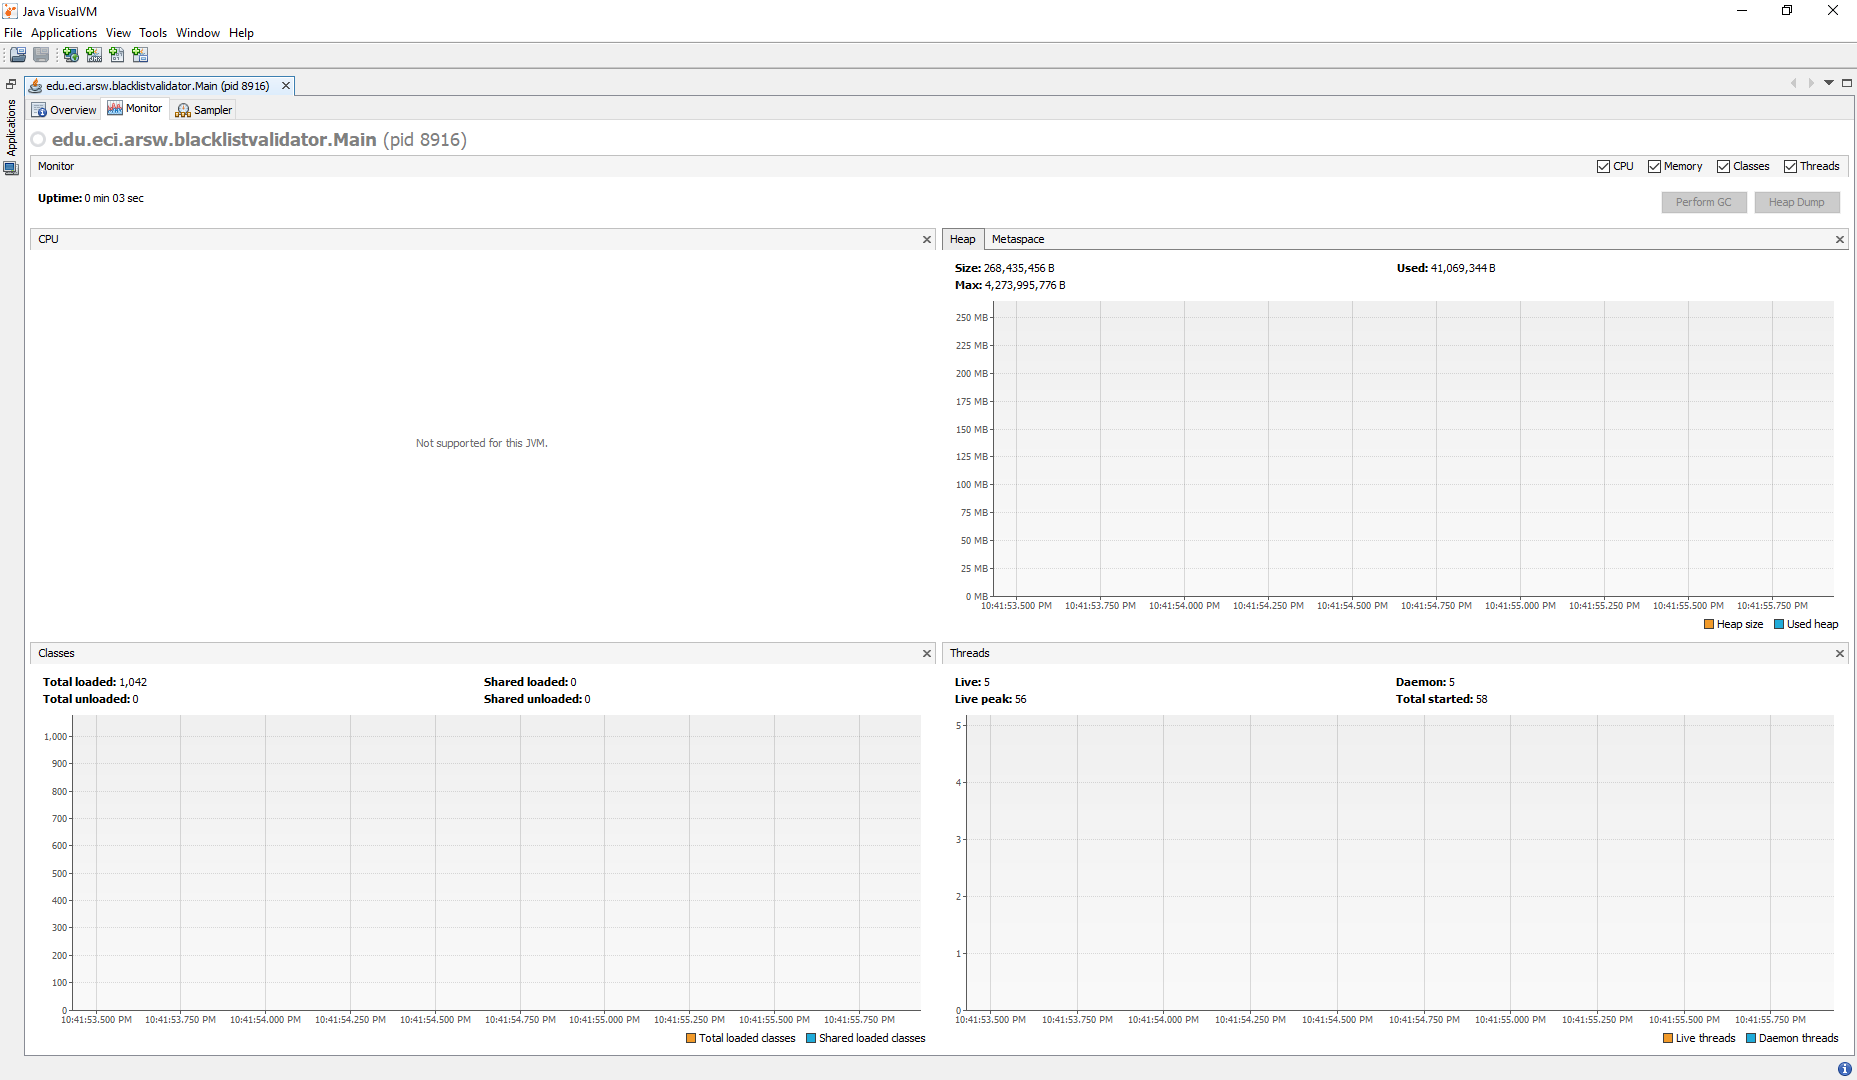 Java VisualVM
File Applications View Tools Window Help
edu.eci.arsw.blacklistvalidator.Main (pid 8916)
Applications
Overview Monitor Sampler
edu.eci.arsw.blacklistvalidator.Main (pid 8916)
Monitor CPU Memory Classes Threads
Uptime: 0 min 03 sec
Perform GC Heap Dump
CPU
Not supported for this JVM.
Heap Metaspace
Size: 268,435,456 B Used: 41,069,344 B
Max: 4,273,995,776 B
250 MB
225 MB
200 MB
175 MB
150 MB
125 MB
100 MB
75 MB
50 MB
25 MB
0 MB
10:41:53.500 PM 10:41:53.750 PM 10:41:54.000 PM 10:41:54.250 PM 10:41:54.500 PM 10:41:54.750 PM 10:41:55.000 PM 10:41:55.250 PM 10:41:55.500 PM 10:41:55.750 PM
Heap size Used heap
Classes
Total loaded: 1,042 Shared loaded: 0
Total unloaded: 0 Shared unloaded: 0
1,000
900
800
700
600
500
400
300
200
100
0
10:41:53.500 PM 10:41:53.750 PM 10:41:54.000 PM 10:41:54.250 PM 10:41:54.500 PM 10:41:54.750 PM 10:41:55.000 PM 10:41:55.250 PM 10:41:55.500 PM 10:41:55.750 PM
Total loaded classes Shared loaded classes
Threads
Live: 5 Daemon: 5
Live peak: 56 Total started: 58
5
4
3
2
1
0
10:41:53.500 PM 10:41:53.750 PM 10:41:54.000 PM 10:41:54.250 PM 10:41:54.500 PM 10:41:54.750 PM 10:41:55.000 PM 10:41:55.250 PM 10:41:55.500 PM 10:41:55.750 PM
Live threads Daemon threads